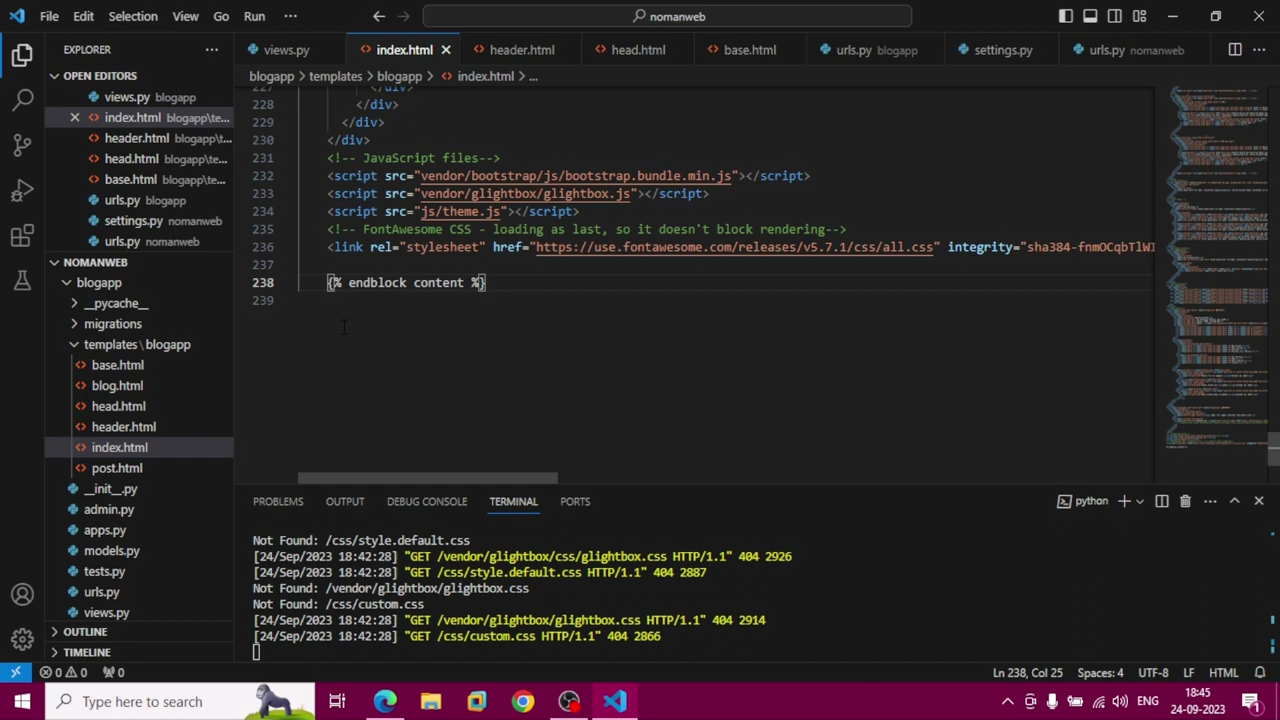 File Edit Selection View Go Run ··· nomanweb
EXPLORER ···
views.py index.html header.html head.html base.html urls.py blogapp settings.py urls.py nomanweb ···
OPEN EDITORS
views.py blogapp
index.html blogapp\te...
header.html blogapp\te...
head.html blogapp\te...
base.html blogapp\te...
urls.py blogapp
settings.py nomanweb
urls.py nomanweb
NOMANWEB
blogapp
__pycache__
migrations
templates \ blogapp
base.html
blog.html
head.html
header.html
index.html
post.html
__init__.py
admin.py
apps.py
models.py
tests.py
urls.py
views.py
OUTLINE
TIMELINE
blogapp > templates > blogapp > index.html > ...
227 </div>
228 </div>
229 </div>
230 </div>
231 <!-- JavaScript files-->
232 <script src="vendor/bootstrap/js/bootstrap.bundle.min.js"></script>
233 <script src="vendor/glightbox/glightbox.js"></script>
234 <script src="js/theme.js"></script>
235 <!-- FontAwesome CSS - loading as last, so it doesn't block rendering-->
236 <link rel="stylesheet" href="https://use.fontawesome.com/releases/v5.7.1/css/all.css" integrity="sha384-fnmOCqbTlWI
237
238 {% endblock content %}
239
PROBLEMS OUTPUT DEBUG CONSOLE TERMINAL PORTS python
Not Found: /css/style.default.css
[24/Sep/2023 18:42:28] "GET /vendor/glightbox/css/glightbox.css HTTP/1.1" 404 2926
[24/Sep/2023 18:42:28] "GET /css/style.default.css HTTP/1.1" 404 2887
Not Found: /vendor/glightbox/glightbox.css
Not Found: /css/custom.css
[24/Sep/2023 18:42:28] "GET /vendor/glightbox/glightbox.css HTTP/1.1" 404 2914
[24/Sep/2023 18:42:28] "GET /css/custom.css HTTP/1.1" 404 2866
0 0 0 Ln 238, Col 25 Spaces: 4 UTF-8 LF HTML
Type here to search
ENG
18:45
24-09-2023
1